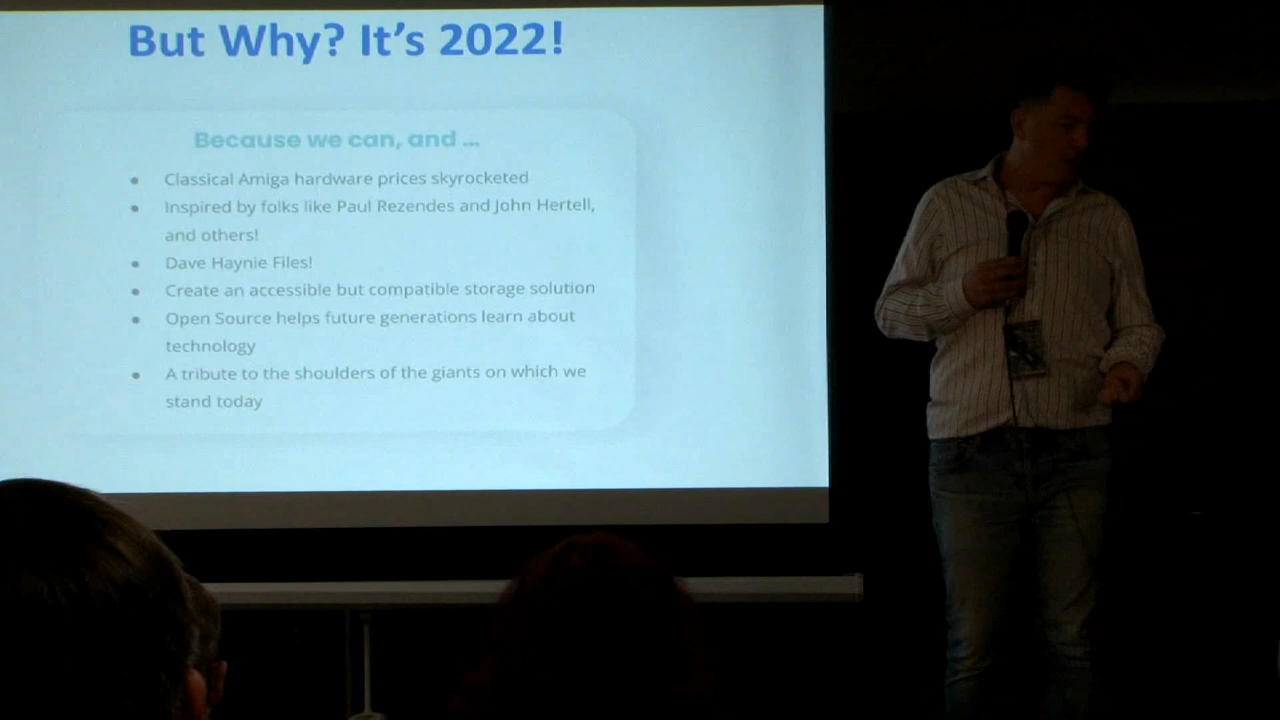 But Why? It's 2022!
Because we can, and ...
• Classical Amiga hardware prices skyrocketed
• Inspired by folks like Paul Rezendes and John Hertell,
and others!
• Dave Haynie Files!
• Create an accessible but compatible storage solution
• Open Source helps future generations learn about
technology
• A tribute to the shoulders of the giants on which we
stand today